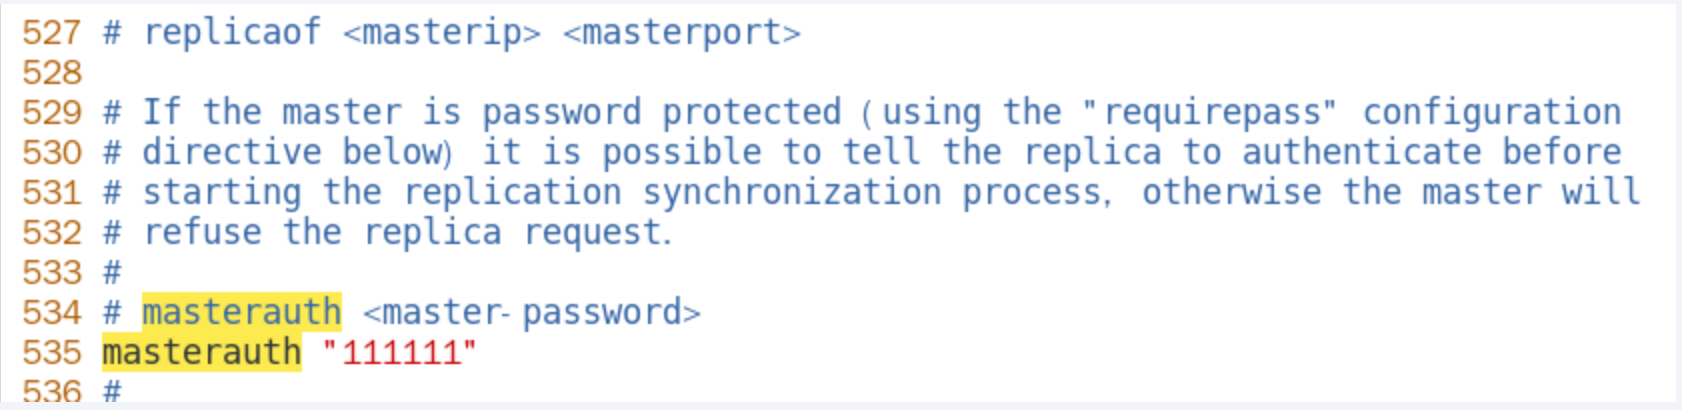 527 # replicaof <masterip> <masterport>
528
529 # If the master is password protected (using the "requirepass" configuration
530 # directive below) it is possible to tell the replica to authenticate before
531 # starting the replication synchronization process, otherwise the master will
532 # refuse the replica request.
533 #
534 # masterauth <master-password>
535 masterauth "111111"
536 #